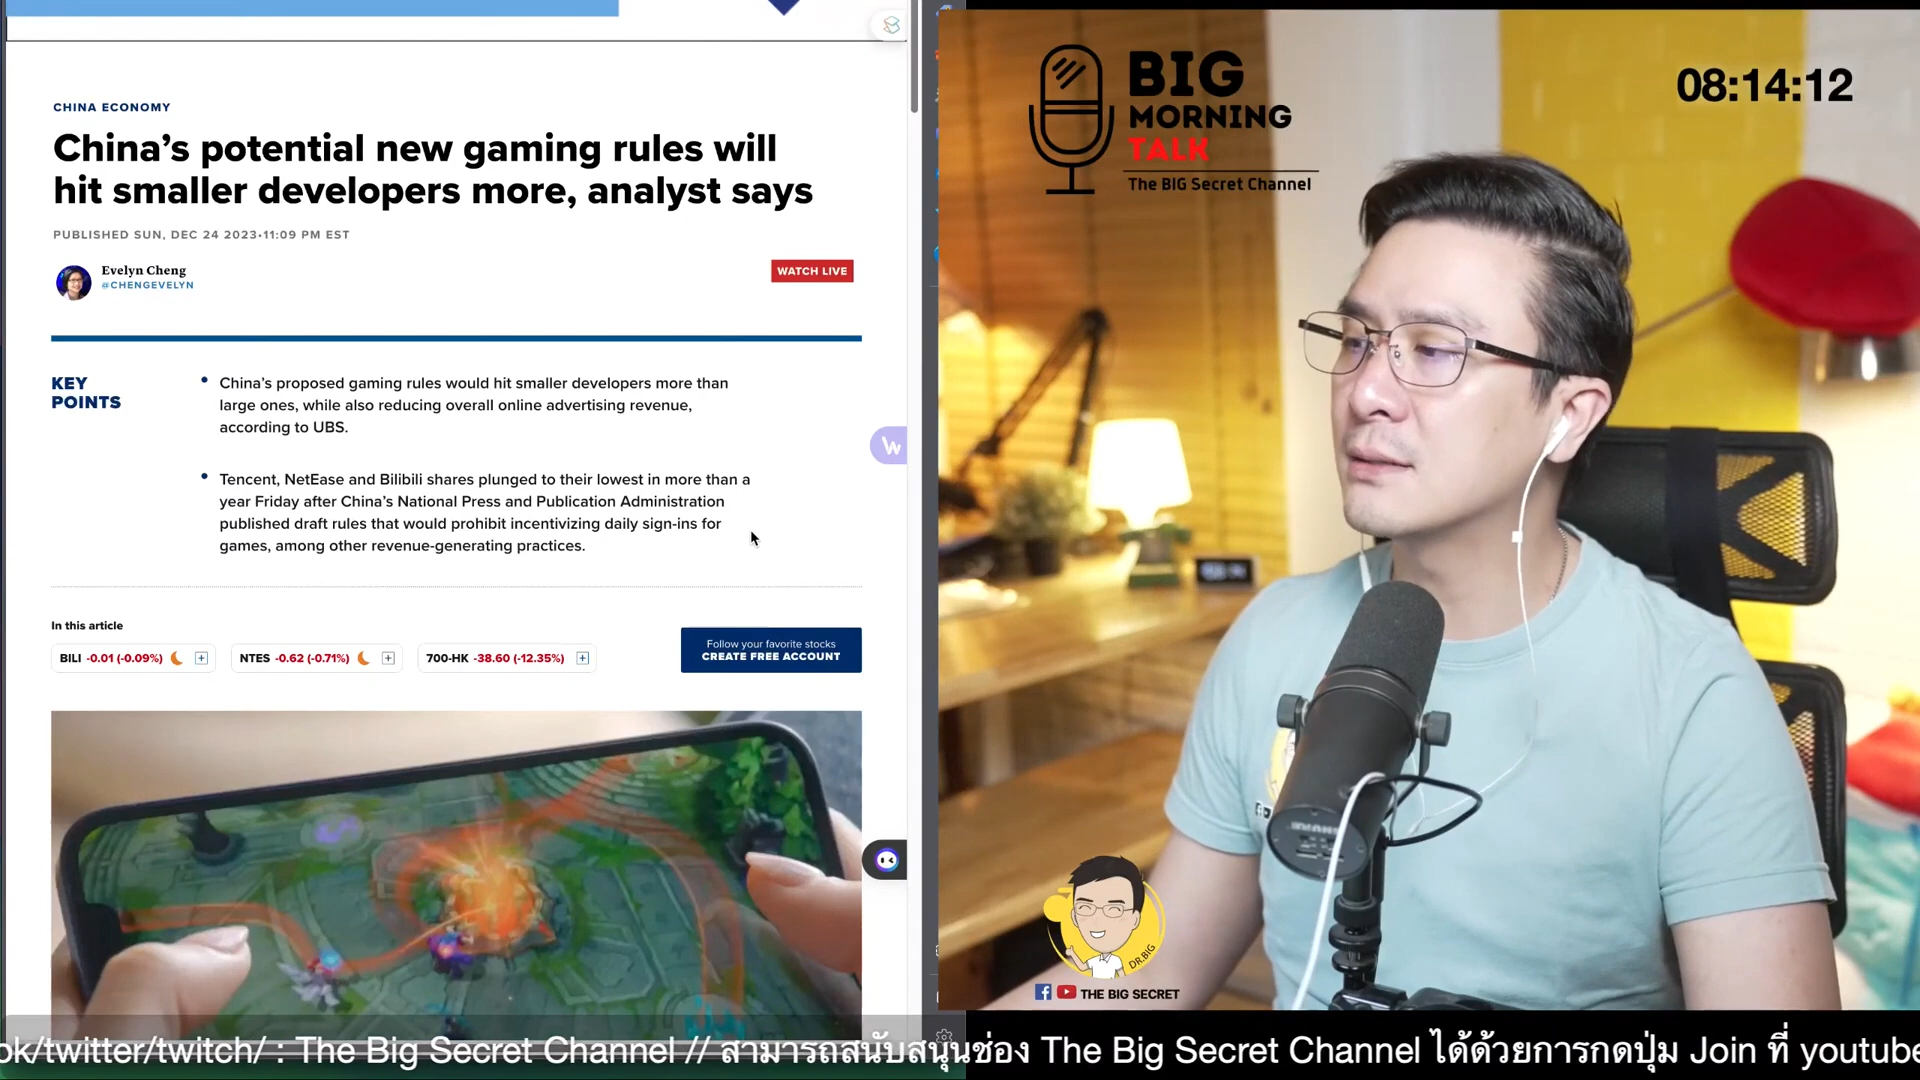 CHINA ECONOMY
China’s potential new gaming rules will
hit smaller developers more, analyst says
PUBLISHED SUN, DEC 24 2023•11:09 PM EST
Evelyn Cheng
@CHENGEVELYN
WATCH LIVE
KEY
POINTS
China’s proposed gaming rules would hit smaller developers more than
large ones, while also reducing overall online advertising revenue,
according to UBS.
Tencent, NetEase and Bilibili shares plunged to their lowest in more than a
year Friday after China’s National Press and Publication Administration
published draft rules that would prohibit incentivizing daily sign-ins for
games, among other revenue-generating practices.
In this article
BILI -0.01 (-0.09%)
NTES -0.62 (-0.71%)
700-HK -38.60 (-12.35%)
Follow your favorite stocks
CREATE FREE ACCOUNT
BIG
MORNING
TALK
The BIG Secret Channel
08:14:12
DR.BIG
THE BIG SECRET
ok/twitter/twitch/ : The Big Secret Channel // สามารถสนับสนุนช่อง The Big Secret Channel ได้ด้วยการกดปุ่ม Join ที่ youtube